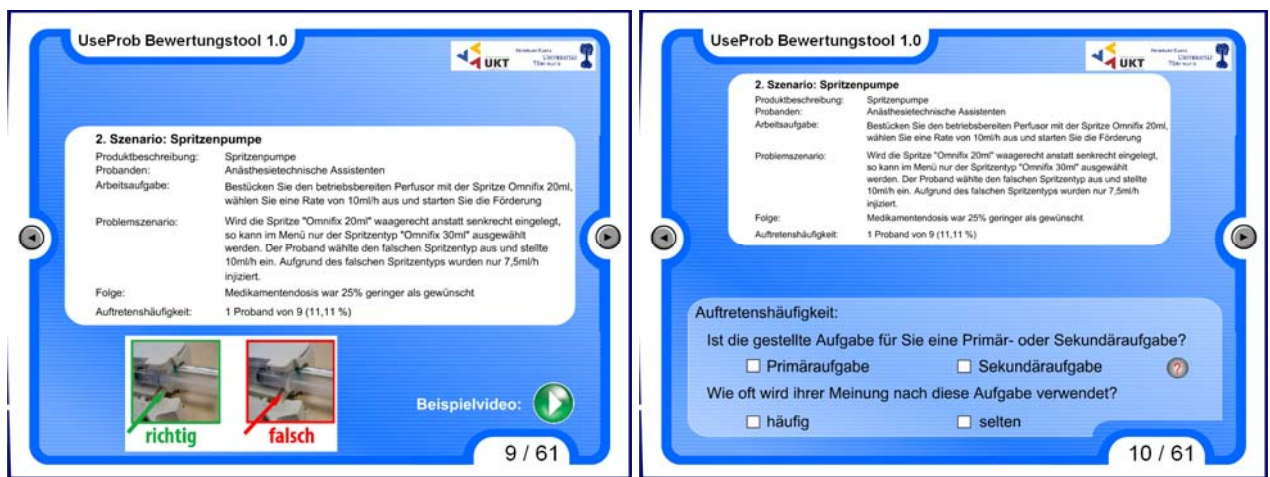 UseProb Bewertungstool 1.0
UKT
2. Szenario: Spritzenpumpe
Produktbeschreibung: Spritzenpumpe
Probanden: Anästhesietechnische Assistenten
Arbeitsaufgabe: Bestücken Sie den betriebsbereiten Perfusor mit der Spritze Omnifix 20ml,
wählen Sie eine Rate von 10ml/h aus und starten Sie die Förderung
Problemszenario: Wird die Spritze "Omnifix 20ml" waagerecht anstatt senkrecht eingelegt,
so kann im Menü nur der Spritzentyp "Omnifix 30ml" ausgewählt
werden. Der Proband wählte den falschen Spritzentyp aus und stellte
10ml/h ein. Aufgrund des falschen Spritzentyps wurden nur 7,5ml/h
injiziert.
Folge: Medikamentendosis war 25% geringer als gewünscht
Auftretenshäufigkeit: 1 Proband von 9 (11,11 %)
richtig
falsch
Beispielvideo:
9 / 61
UseProb Bewertungstool 1.0
UKT
2. Szenario: Spritzenpumpe
Produktbeschreibung: Spritzenpumpe
Probanden: Anästhesietechnische Assistenten
Arbeitsaufgabe: Bestücken Sie den betriebsbereiten Perfusor mit der Spritze Omnifix 20ml,
wählen Sie eine Rate von 10ml/h aus und starten Sie die Förderung
Problemszenario: Wird die Spritze "Omnifix 20ml" waagerecht anstatt senkrecht eingelegt,
so kann im Menü nur der Spritzentyp "Omnifix 30ml" ausgewählt
werden. Der Proband wählte den falschen Spritzentyp aus und stellte
10ml/h ein. Aufgrund des falschen Spritzentyps wurden nur 7,5ml/h
injiziert.
Folge: Medikamentendosis war 25% geringer als gewünscht
Auftretenshäufigkeit: 1 Proband von 9 (11,11 %)
Auftretenshäufigkeit:
Ist die gestellte Aufgabe für Sie eine Primär- oder Sekundäraufgabe?
Primäraufgabe Sekundäraufgabe ?
Wie oft wird ihrer Meinung nach diese Aufgabe verwendet?
häufig selten
10 / 61